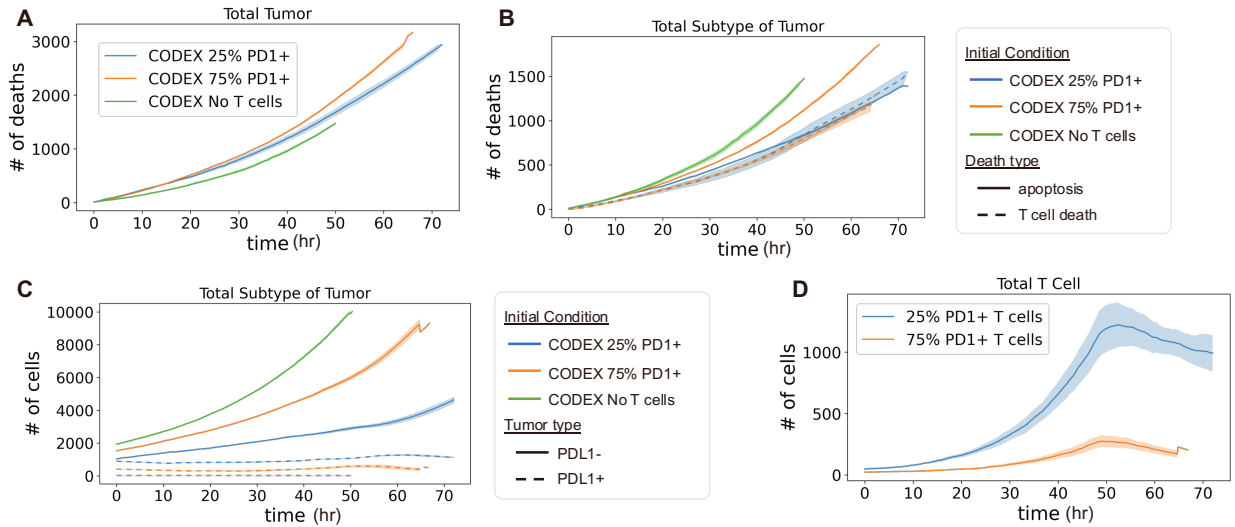 A
Total Tumor
# of deaths
3000
2000
1000
0
CODEX 25% PD1+
CODEX 75% PD1+
CODEX No T cells
0 10 20 30 40 50 60 70
time (hr)
B
Total Subtype of Tumor
# of deaths
1500
1000
500
0
0 10 20 30 40 50 60 70
time (hr)
Initial Condition
CODEX 25% PD1+
CODEX 75% PD1+
CODEX No T cells
Death type
apoptosis
T cell death
C
Total Subtype of Tumor
# of cells
10000
8000
6000
4000
2000
0
0 10 20 30 40 50 60 70
time (hr)
Initial Condition
CODEX 25% PD1+
CODEX 75% PD1+
CODEX No T cells
Tumor type
PDL1-
PDL1+
D
Total T Cell
# of cells
1000
500
0
25% PD1+ T cells
75% PD1+ T cells
0 10 20 30 40 50 60 70
time (hr)